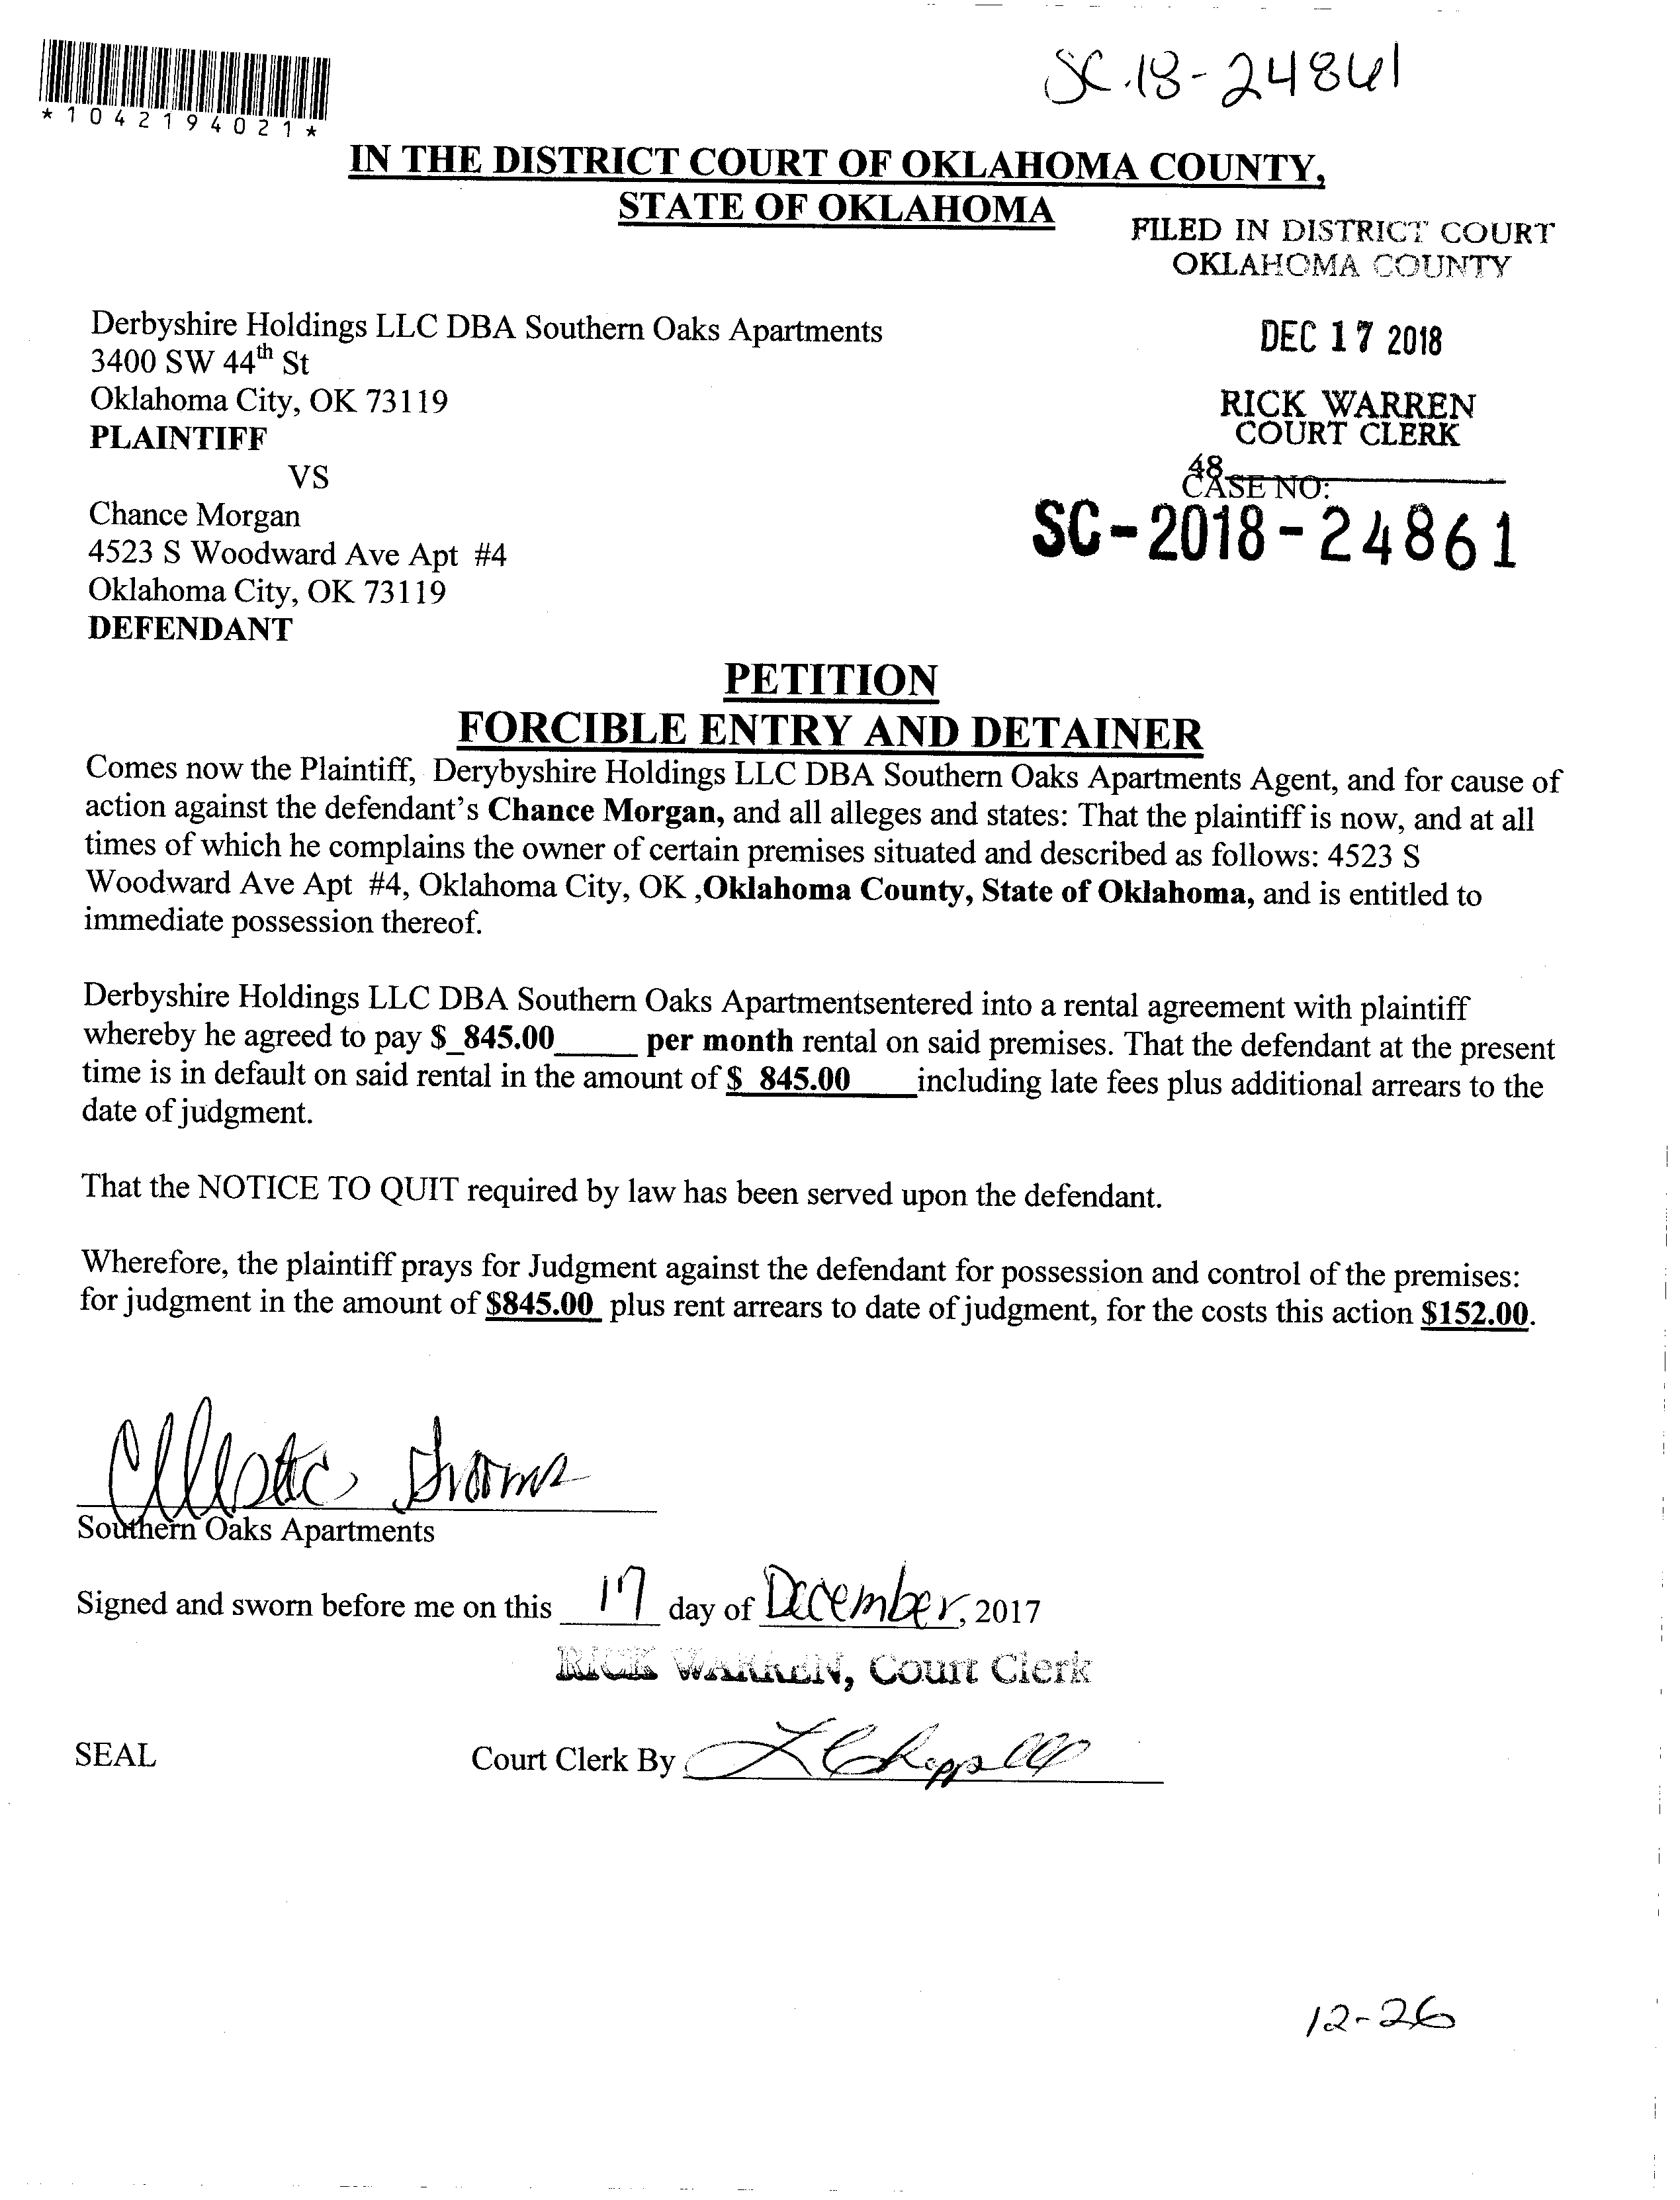 SC.18-24861
*1042194021*
IN THE DISTRICT COURT OF OKLAHOMA COUNTY,
STATE OF OKLAHOMA
FILED IN DISTRICT COURT
OKLAHOMA COUNTY
DEC 17 2018
RICK WARREN
COURT CLERK
48
CASE NO:
SC-2018-24861
Derbyshire Holdings LLC DBA Southern Oaks Apartments
3400 SW 44th St
Oklahoma City, OK 73119
PLAINTIFF
VS
Chance Morgan
4523 S Woodward Ave Apt #4
Oklahoma City, OK 73119
DEFENDANT
PETITION
FORCIBLE ENTRY AND DETAINER
Comes now the Plaintiff, Derybyshire Holdings LLC DBA Southern Oaks Apartments Agent, and for cause of
action against the defendant's Chance Morgan, and all alleges and states: That the plaintiff is now, and at all
times of which he complains the owner of certain premises situated and described as follows: 4523 S
Woodward Ave Apt #4, Oklahoma City, OK ,Oklahoma County, State of Oklahoma, and is entitled to
immediate possession thereof.
Derbyshire Holdings LLC DBA Southern Oaks Apartmentsentered into a rental agreement with plaintiff
whereby he agreed to pay $_845.00_____ per month rental on said premises. That the defendant at the present
time is in default on said rental in the amount of $ 845.00 ____including late fees plus additional arrears to the
date of judgment.
That the NOTICE TO QUIT required by law has been served upon the defendant.
Wherefore, the plaintiff prays for Judgment against the defendant for possession and control of the premises:
for judgment in the amount of $845.00 plus rent arrears to date of judgment, for the costs this action $152.00.
Southern Oaks Apartments
Signed and sworn before me on this 17 day of December, 2017
RICK WARREN, Court Clerk
SEAL
Court Clerk By
12-26